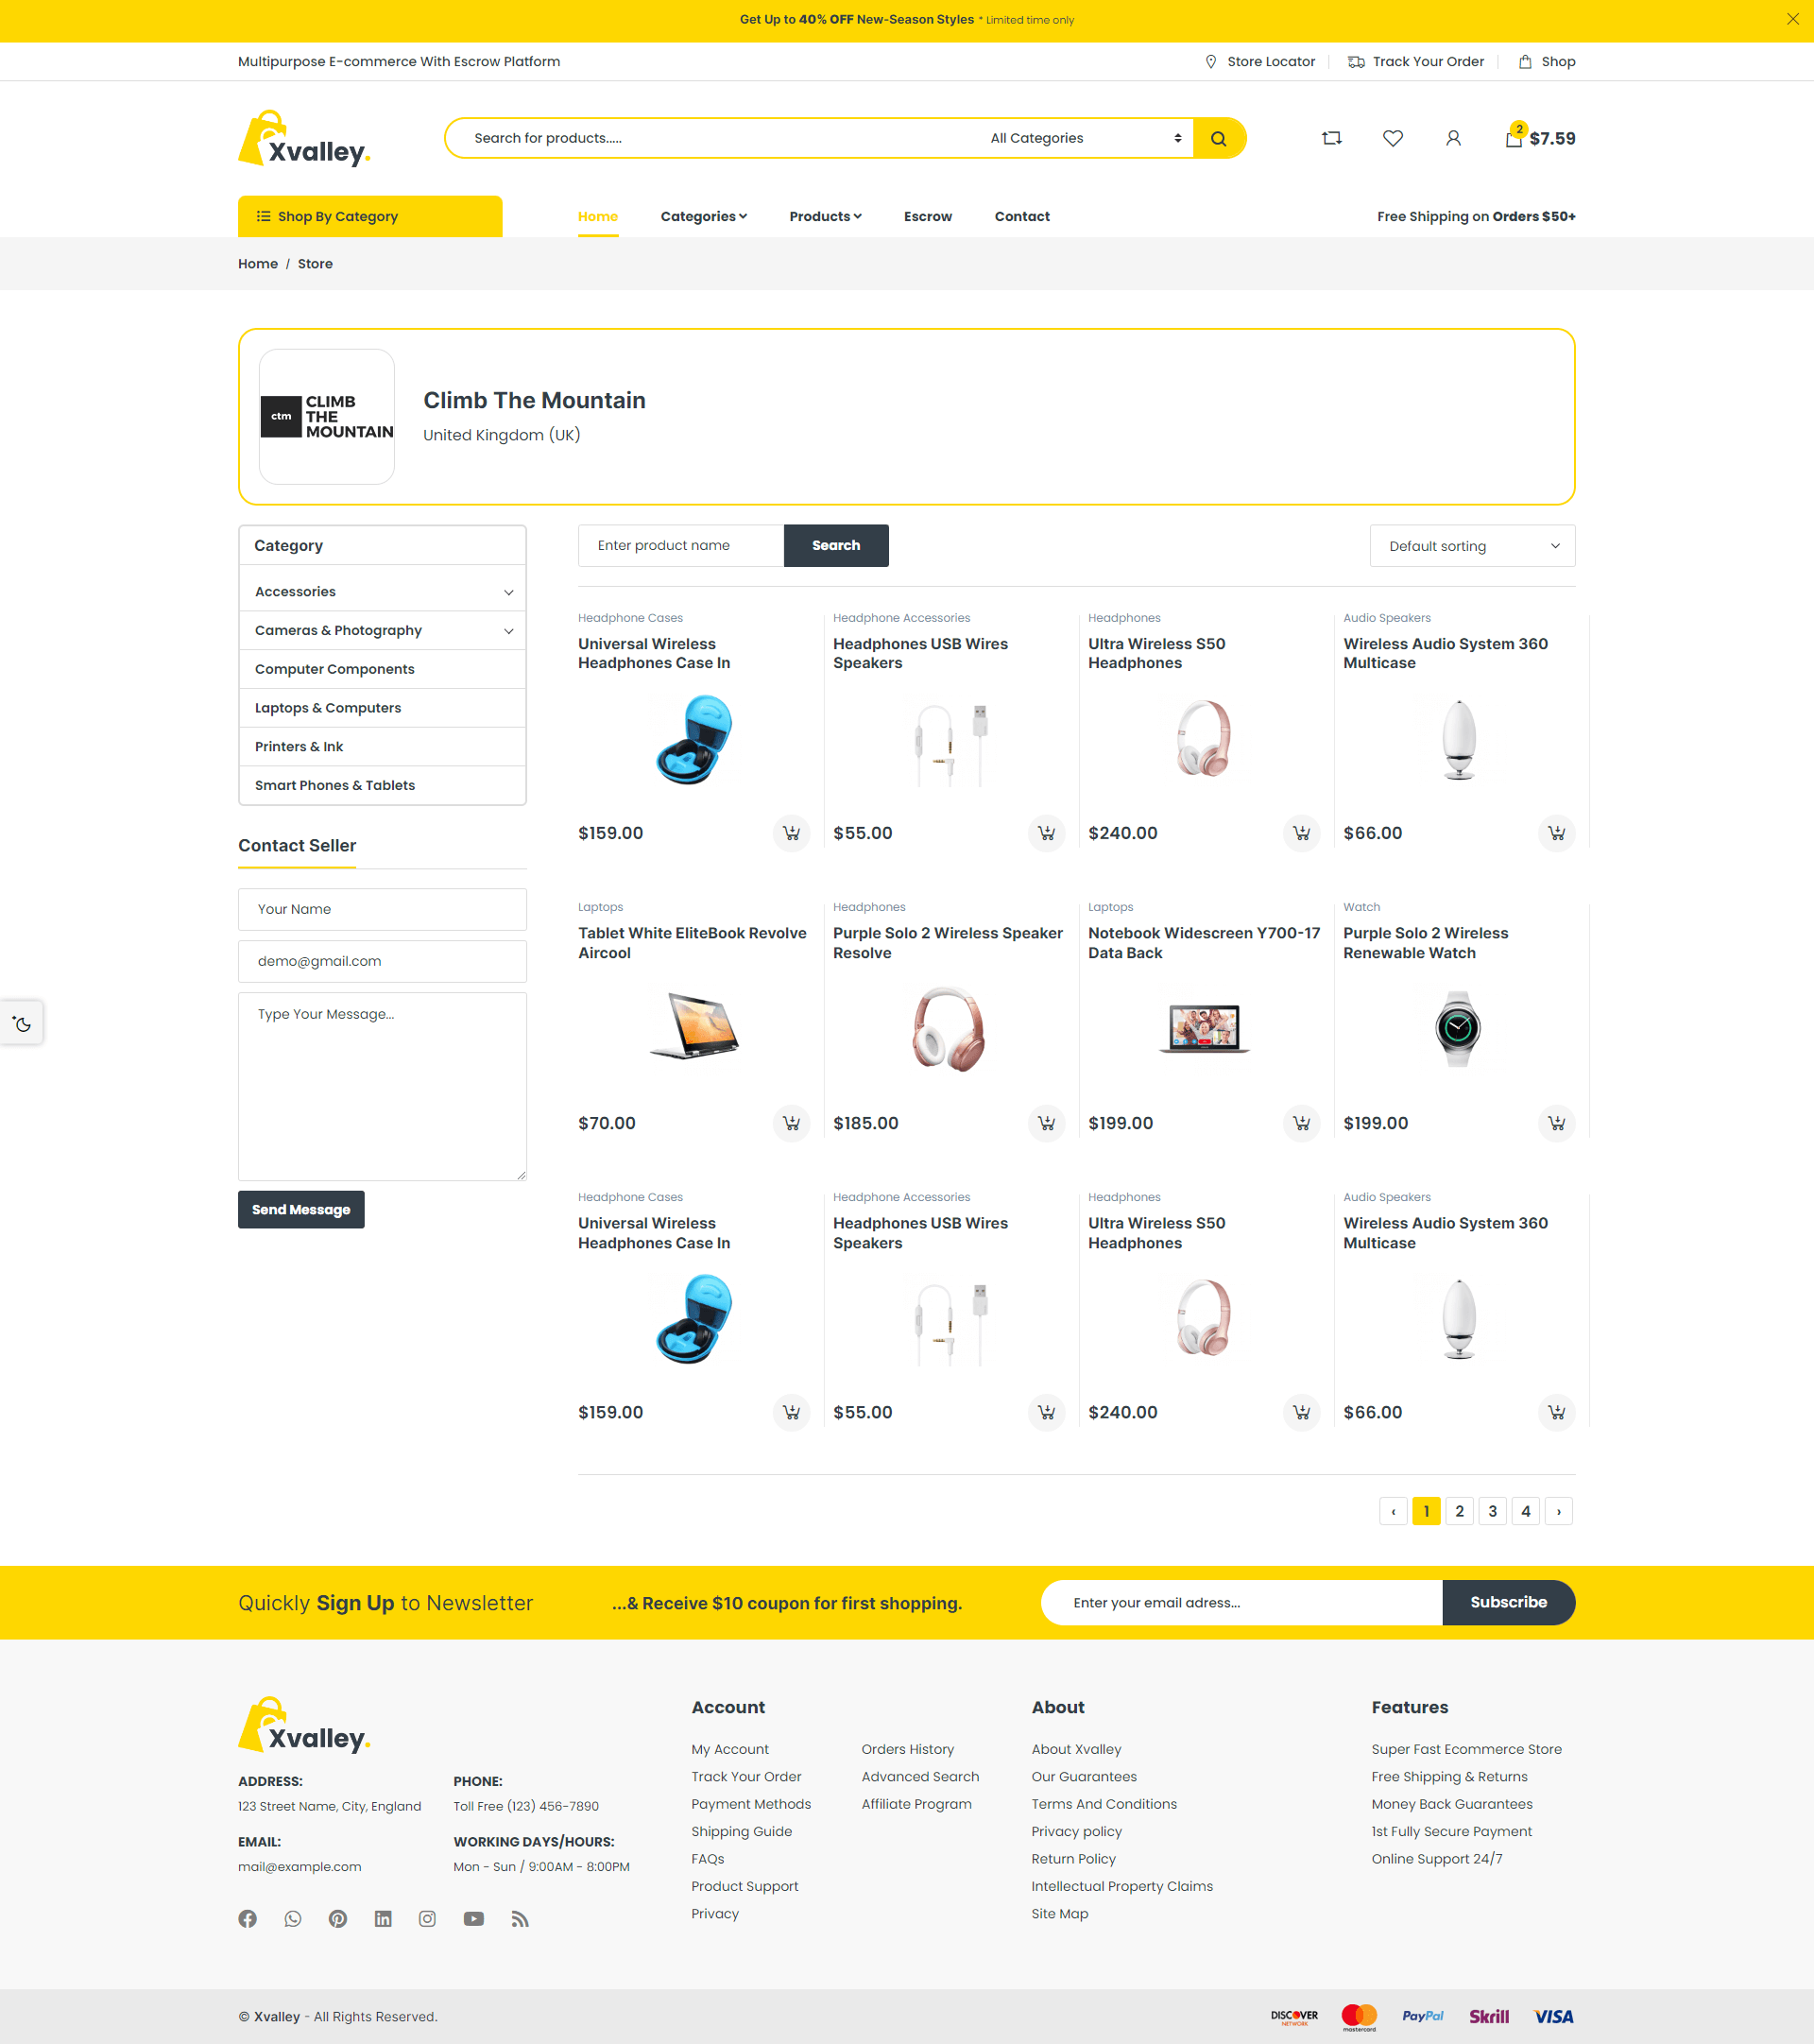 Get Up to 40% OFF New-Season Styles * Limited time only
Multipurpose E-commerce With Escrow Platform
Store Locator
Track Your Order
Shop
Xvalley.
Search for products.....
All Categories
2
$7.59
Shop By Category
Home
Categories
Products
Escrow
Contact
Free Shipping on Orders $50+
Home / Store
ctm
CLIMB
THE
MOUNTAIN
Climb The Mountain
United Kingdom (UK)
Category
Accessories
Cameras & Photography
Computer Components
Laptops & Computers
Printers & Ink
Smart Phones & Tablets
Contact Seller
Your Name
demo@gmail.com
Type Your Message...
Send Message
Enter product name
Search
Default sorting
Headphone Cases
Universal Wireless
Headphones Case In
$159.00
Headphone Accessories
Headphones USB Wires
Speakers
$55.00
Headphones
Ultra Wireless S50
Headphones
$240.00
Audio Speakers
Wireless Audio System 360
Multicase
$66.00
Laptops
Tablet White EliteBook Revolve
Aircool
$70.00
Headphones
Purple Solo 2 Wireless Speaker
Resolve
$185.00
Laptops
Notebook Widescreen Y700-17
Data Back
$199.00
Watch
Purple Solo 2 Wireless
Renewable Watch
$199.00
Headphone Cases
Universal Wireless
Headphones Case In
$159.00
Headphone Accessories
Headphones USB Wires
Speakers
$55.00
Headphones
Ultra Wireless S50
Headphones
$240.00
Audio Speakers
Wireless Audio System 360
Multicase
$66.00
‹ 1 2 3 4 ›
Quickly Sign Up to Newsletter
...& Receive $10 coupon for first shopping.
Enter your email adress...
Subscribe
Xvalley.
ADDRESS:
123 Street Name, City, England
PHONE:
Toll Free (123) 456-7890
EMAIL:
mail@example.com
WORKING DAYS/HOURS:
Mon - Sun / 9:00AM - 8:00PM
Account
My Account
Track Your Order
Payment Methods
Shipping Guide
FAQs
Product Support
Privacy
Orders History
Advanced Search
Affiliate Program
About
About Xvalley
Our Guarantees
Terms And Conditions
Privacy policy
Return Policy
Intellectual Property Claims
Site Map
Features
Super Fast Ecommerce Store
Free Shipping & Returns
Money Back Guarantees
1st Fully Secure Payment
Online Support 24/7
© Xvalley - All Rights Reserved.
DISCOVER
NETWORK
mastercard
PayPal
Skrill
VISA